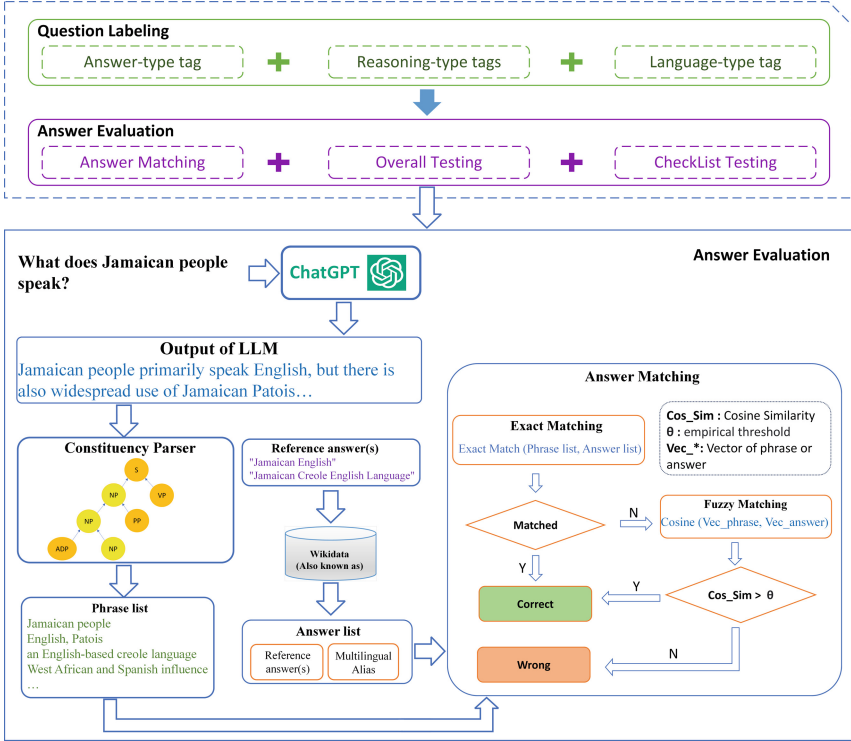 Question Labeling
Answer-type tag + Reasoning-type tags + Language-type tag
Answer Evaluation
Answer Matching + Overall Testing + CheckList Testing
Answer Evaluation
What does Jamaican people
speak?
ChatGPT
Output of LLM
Jamaican people primarily speak English, but there is
also widespread use of Jamaican Patois…
Constituency Parser
S
NP
VP
NP
PP
ADP
NP
Phrase list
Jamaican people
English, Patois
an English-based creole language
West African and Spanish influence
…
Reference answer(s)
"Jamaican English"
"Jamaican Creole English Language"
Wikidata
(Also known as)
Answer list
Reference
answer(s)
Multilingual
Alias
Answer Matching
Exact Matching
Exact Match (Phrase list, Answer list)
Cos_Sim : Cosine Similarity
θ : empirical threshold
Vec_*: Vector of phrase or
answer
Matched
N
Fuzzy Matching
Cosine (Vec_phrase, Vec_answer)
Y
Correct
Y
Cos_Sim > θ
N
Wrong